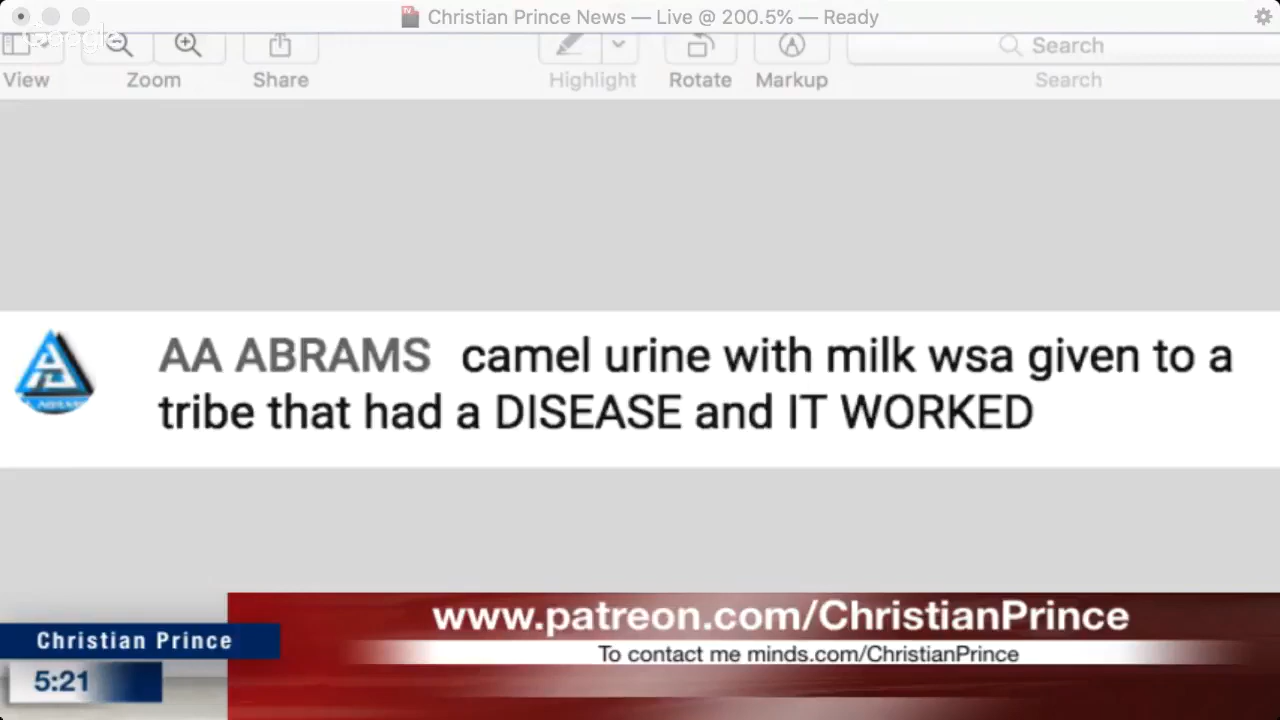 Christian Prince News — Live @ 200.5% — Ready
Google
Search
View
Zoom
Share
Highlight
Rotate
Markup
Search
AA ABRAMS camel urine with milk wsa given to a
tribe that had a DISEASE and IT WORKED
www.patreon.com/ChristianPrince
Christian Prince
To contact me minds.com/ChristianPrince
5:21